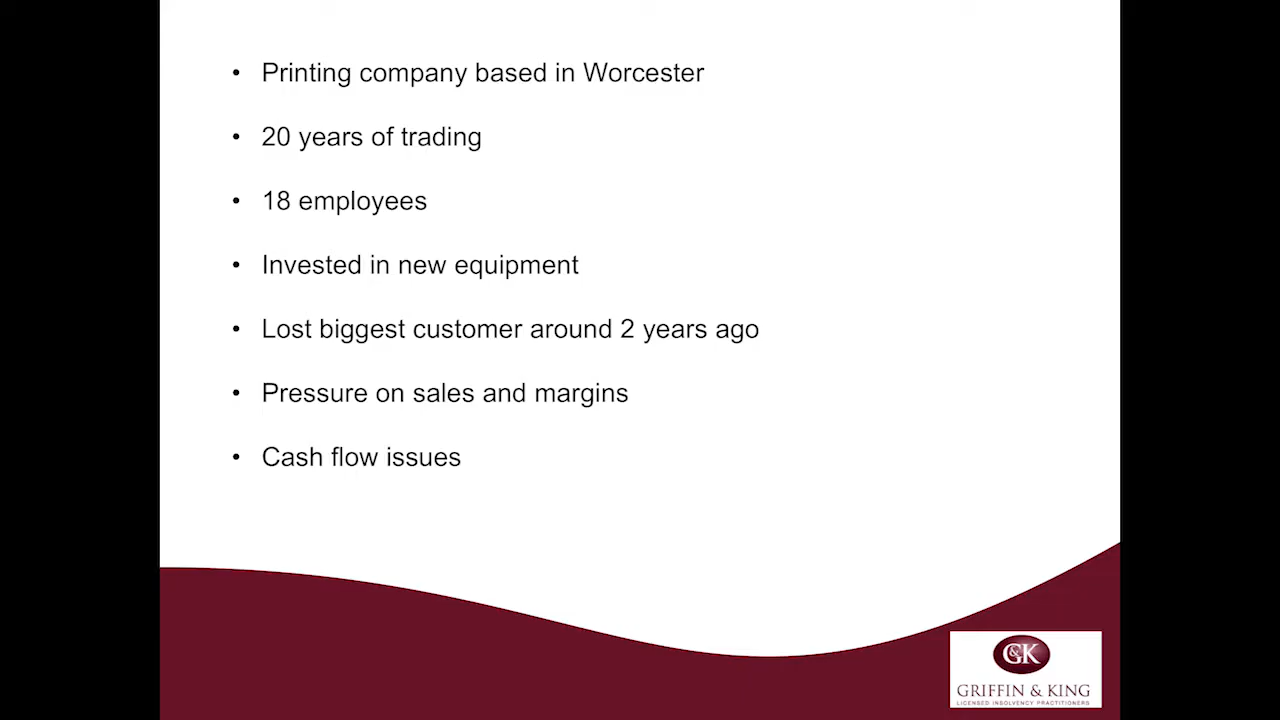 • Printing company based in Worcester
• 20 years of trading
• 18 employees
• Invested in new equipment
• Lost biggest customer around 2 years ago
• Pressure on sales and margins
• Cash flow issues
G&K
GRIFFIN & KING
LICENSED INSOLVENCY PRACTITIONERS